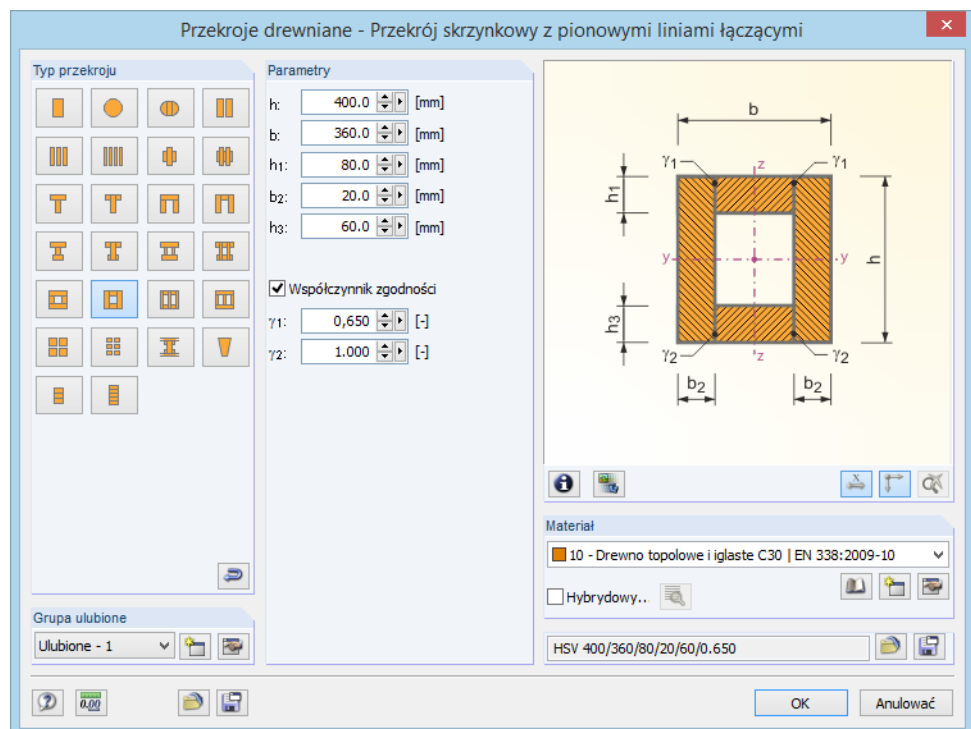 Przekroje drewniane - Przekrój skrzynkowy z pionowymi liniami łączącymi
Typ przekroju
Parametry
h: 400.0 [mm]
b: 360.0 [mm]
h1: 80.0 [mm]
b2: 20.0 [mm]
h3: 60.0 [mm]
Współczynnik zgodności
γ1: 0,650 [-]
γ2: 1.000 [-]
b
γ1 z γ1
h1
y y h
h3
γ2 z γ2
b2 b2
Materiał
10 - Drewno topolowe i iglaste C30 | EN 338:2009-10
Hybrydowy...
Grupa ulubione
Ulubione - 1
HSV 400/360/80/20/60/0.650
0.00
OK Anulować